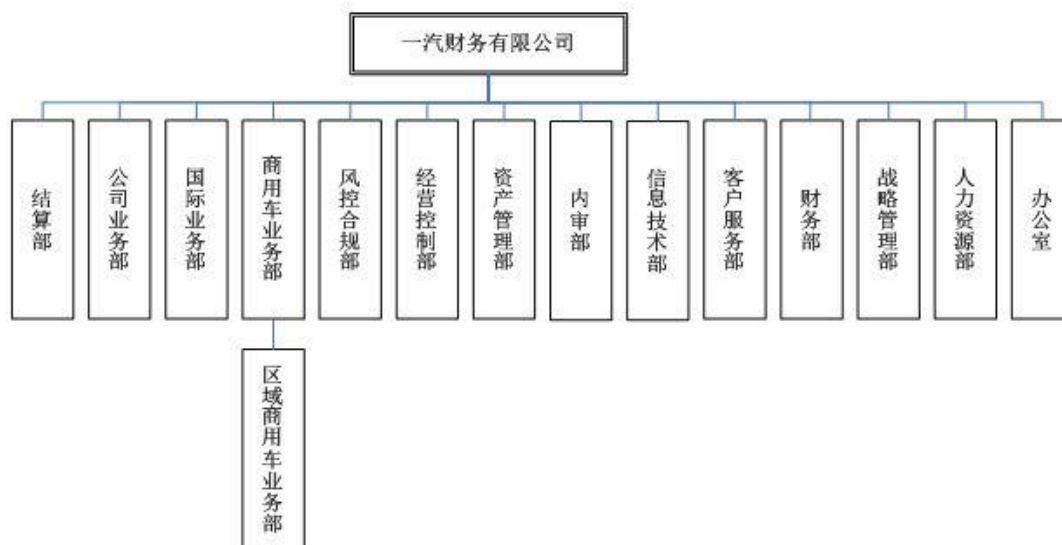 一汽财务有限公司
结算部
公司业务部
国际业务部
商用车业务部
风控合规部
经营控制部
资产管理部
内审部
信息技术部
客户服务部
财务部
战略管理部
人力资源部
办公室
区域商用车业务部